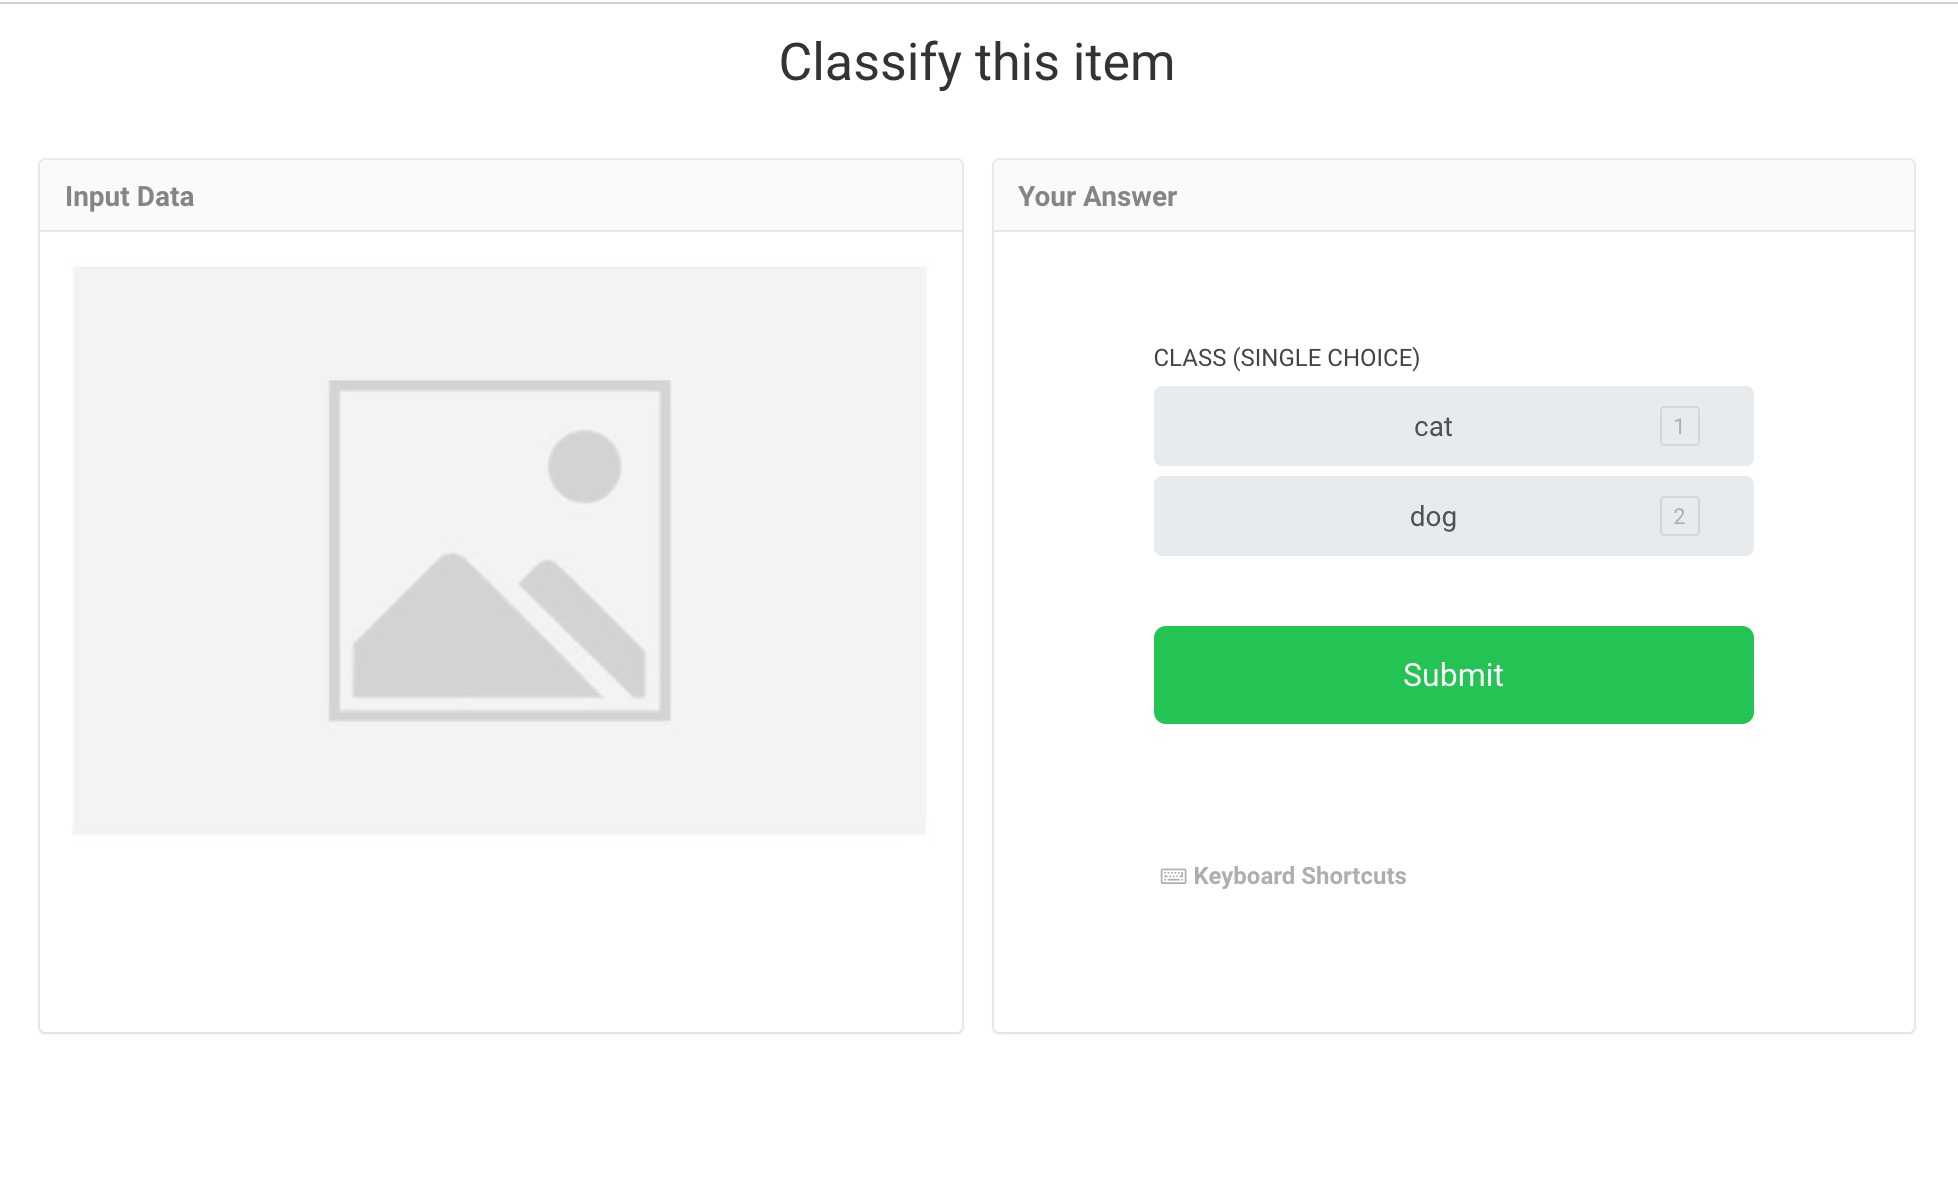 Classify this item
Input Data
Your Answer
CLASS (SINGLE CHOICE)
cat 1
dog 2
Submit
Keyboard Shortcuts